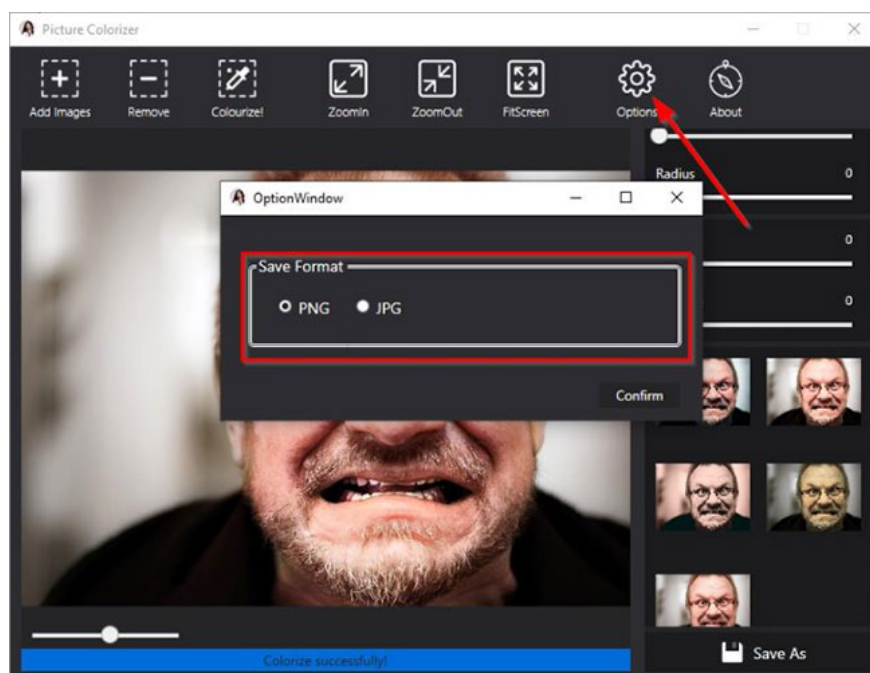 Picture Colorizer
Add Images Remove Colourize! ZoomIn ZoomOut FitScreen Options About
Radius 0
OptionWindow
0
Save Format
PNG JPG
0
Confirm
Save As
Colorize successfully!